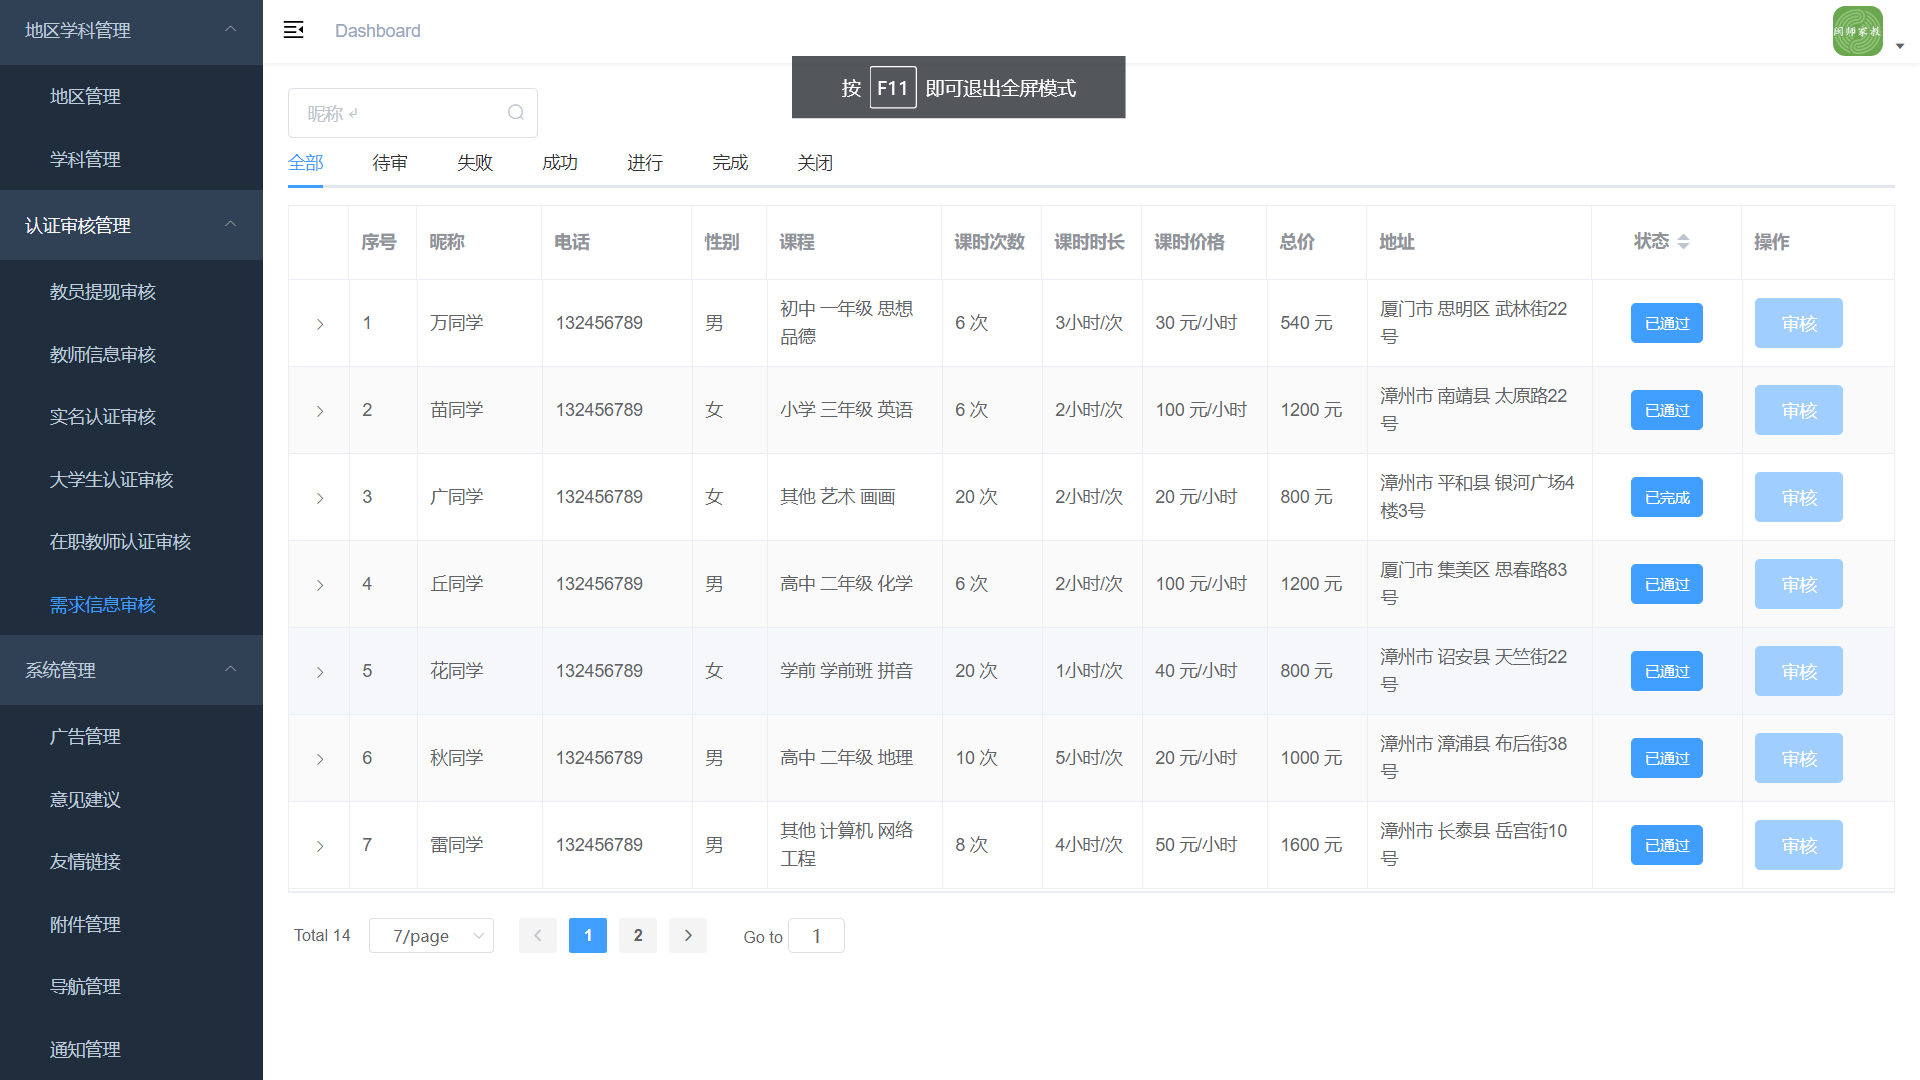 地区学科管理
地区管理
学科管理
认证审核管理
教员提现审核
教师信息审核
实名认证审核
大学生认证审核
在职教师认证审核
需求信息审核
系统管理
广告管理
意见建议
友情链接
附件管理
导航管理
通知管理
Dashboard
闽师家教
按 F11 即可退出全屏模式
昵称 ↲
全部 待审 失败 成功 进行 完成 关闭
序号 昵称 电话 性别 课程 课时次数 课时时长 课时价格 总价 地址 状态 操作
1 万同学 132456789 男 初中 一年级 思想 6 次 3小时/次 30 元/小时 540 元 厦门市 思明区 武林街22 已通过 审核
品德 号
2 苗同学 132456789 女 小学 三年级 英语 6 次 2小时/次 100 元/小时 1200 元 漳州市 南靖县 太原路22 已通过 审核
号
3 广同学 132456789 女 其他 艺术 画画 20 次 2小时/次 20 元/小时 800 元 漳州市 平和县 银河广场4 已完成 审核
楼3号
4 丘同学 132456789 男 高中 二年级 化学 6 次 2小时/次 100 元/小时 1200 元 厦门市 集美区 思春路83 已通过 审核
号
5 花同学 132456789 女 学前 学前班 拼音 20 次 1小时/次 40 元/小时 800 元 漳州市 诏安县 天竺街22 已通过 审核
号
6 秋同学 132456789 男 高中 二年级 地理 10 次 5小时/次 20 元/小时 1000 元 漳州市 漳浦县 布后街38 已通过 审核
号
7 雷同学 132456789 男 其他 计算机 网络 8 次 4小时/次 50 元/小时 1600 元 漳州市 长泰县 岳宫街10 已通过 审核
工程 号
Total 14 7/page 1 2 Go to 1